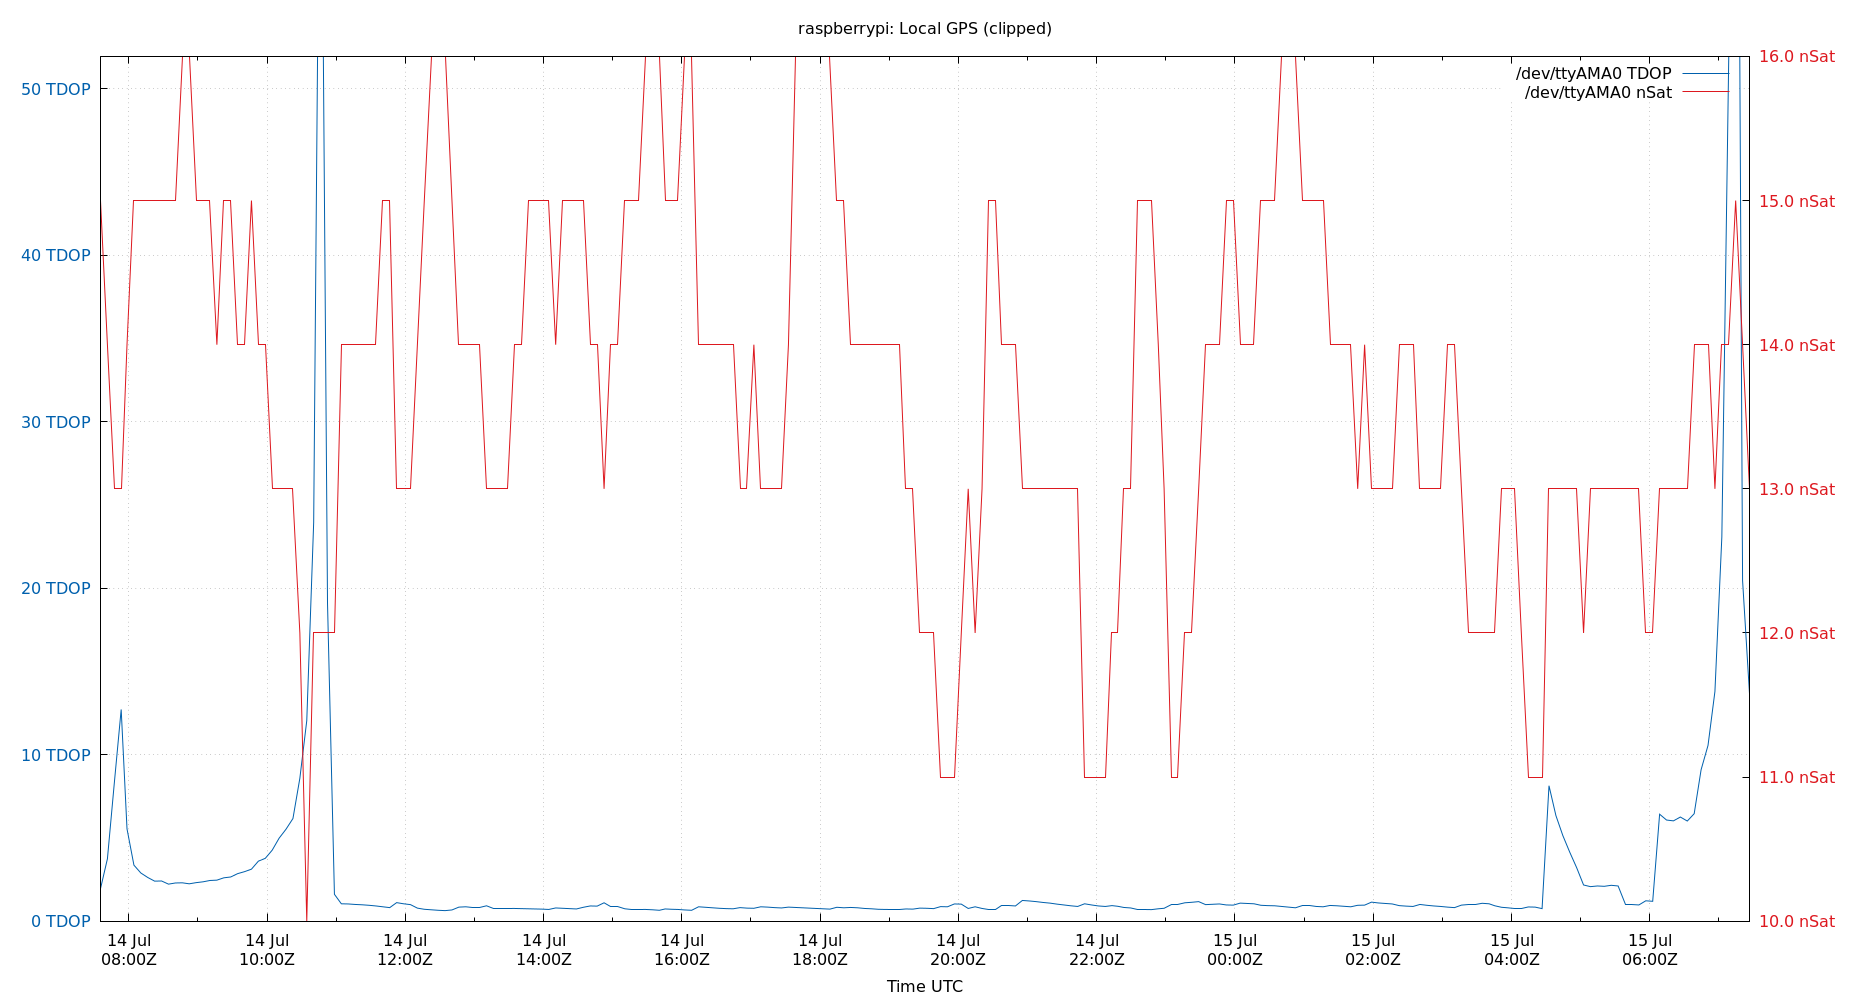 raspberrypi: Local GPS (clipped)
/dev/ttyAMA0 TDOP
/dev/ttyAMA0 nSat
50 TDOP
40 TDOP
30 TDOP
20 TDOP
10 TDOP
0 TDOP
16.0 nSat
15.0 nSat
14.0 nSat
13.0 nSat
12.0 nSat
11.0 nSat
10.0 nSat
14 Jul
08:00Z
14 Jul
10:00Z
14 Jul
12:00Z
14 Jul
14:00Z
14 Jul
16:00Z
14 Jul
18:00Z
14 Jul
20:00Z
14 Jul
22:00Z
15 Jul
00:00Z
15 Jul
02:00Z
15 Jul
04:00Z
15 Jul
06:00Z
Time UTC